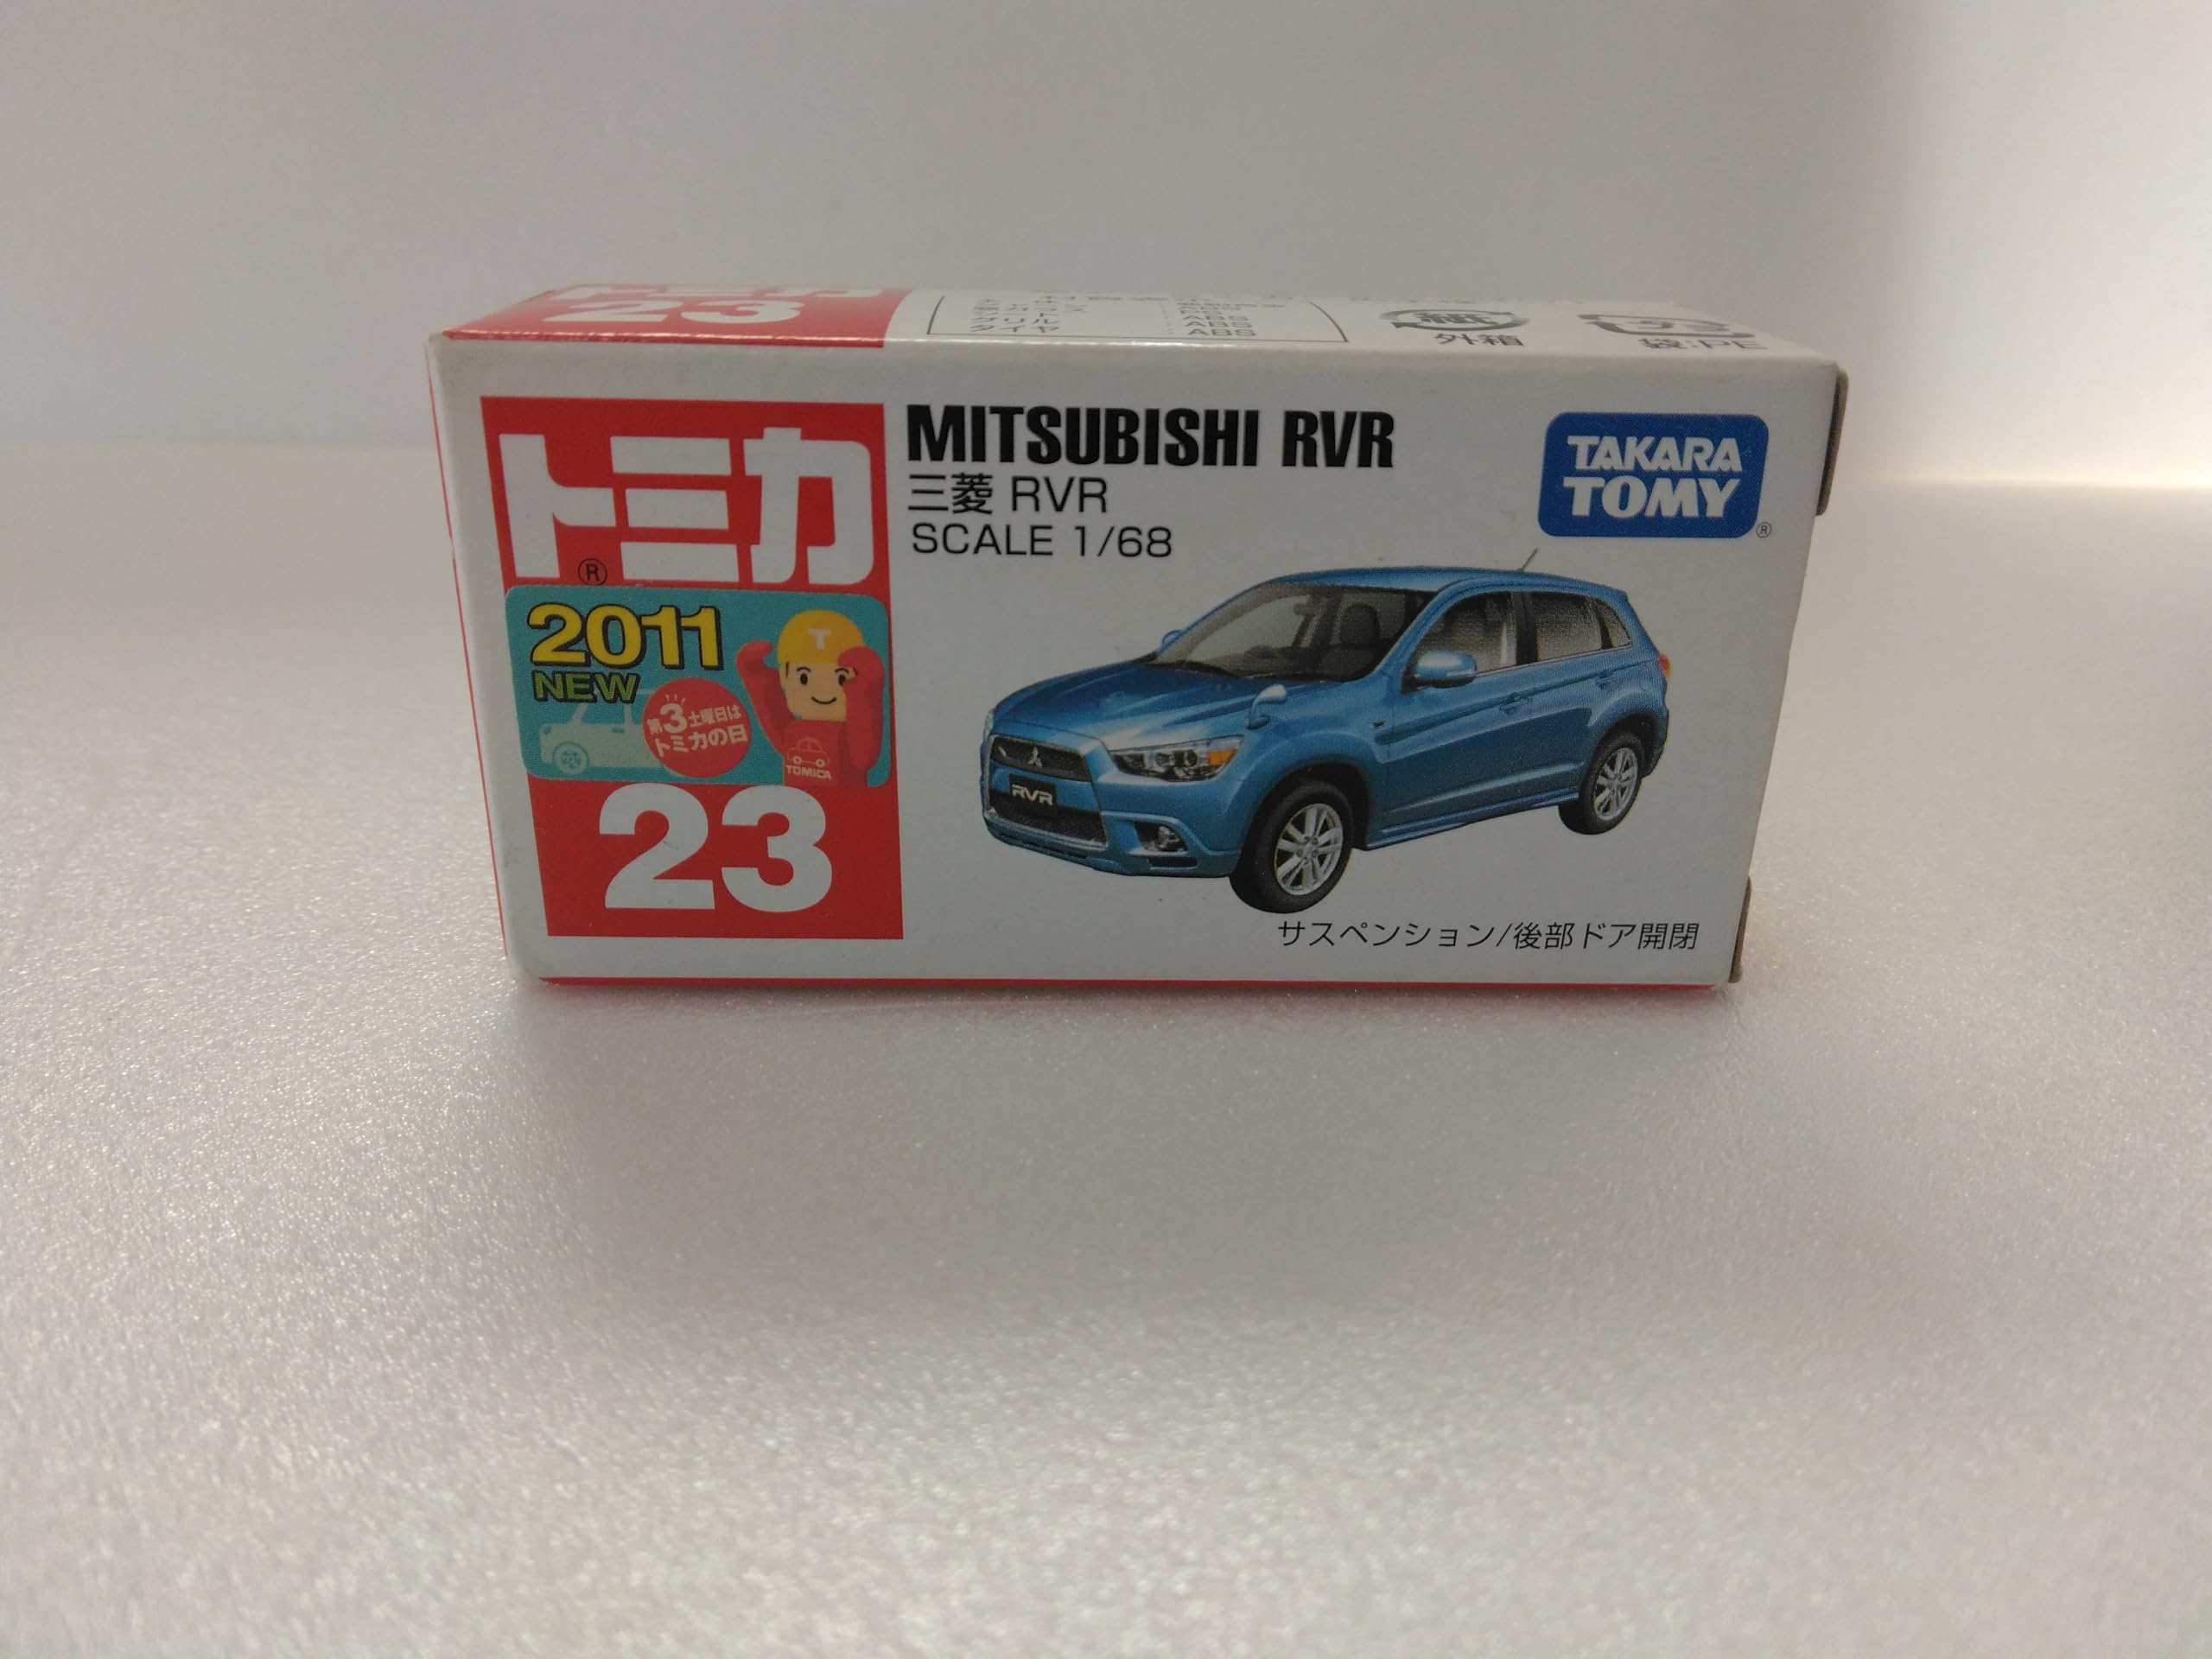 23
外箱
袋:PE
トミカ
®
MITSUBISHI RVR
三菱 RVR
SCALE 1/68
TAKARA
TOMY
®
2011
NEW
第3土曜日は
トミカの日
T
TOMICA
23
RVR
サスペンション/後部ドア開閉